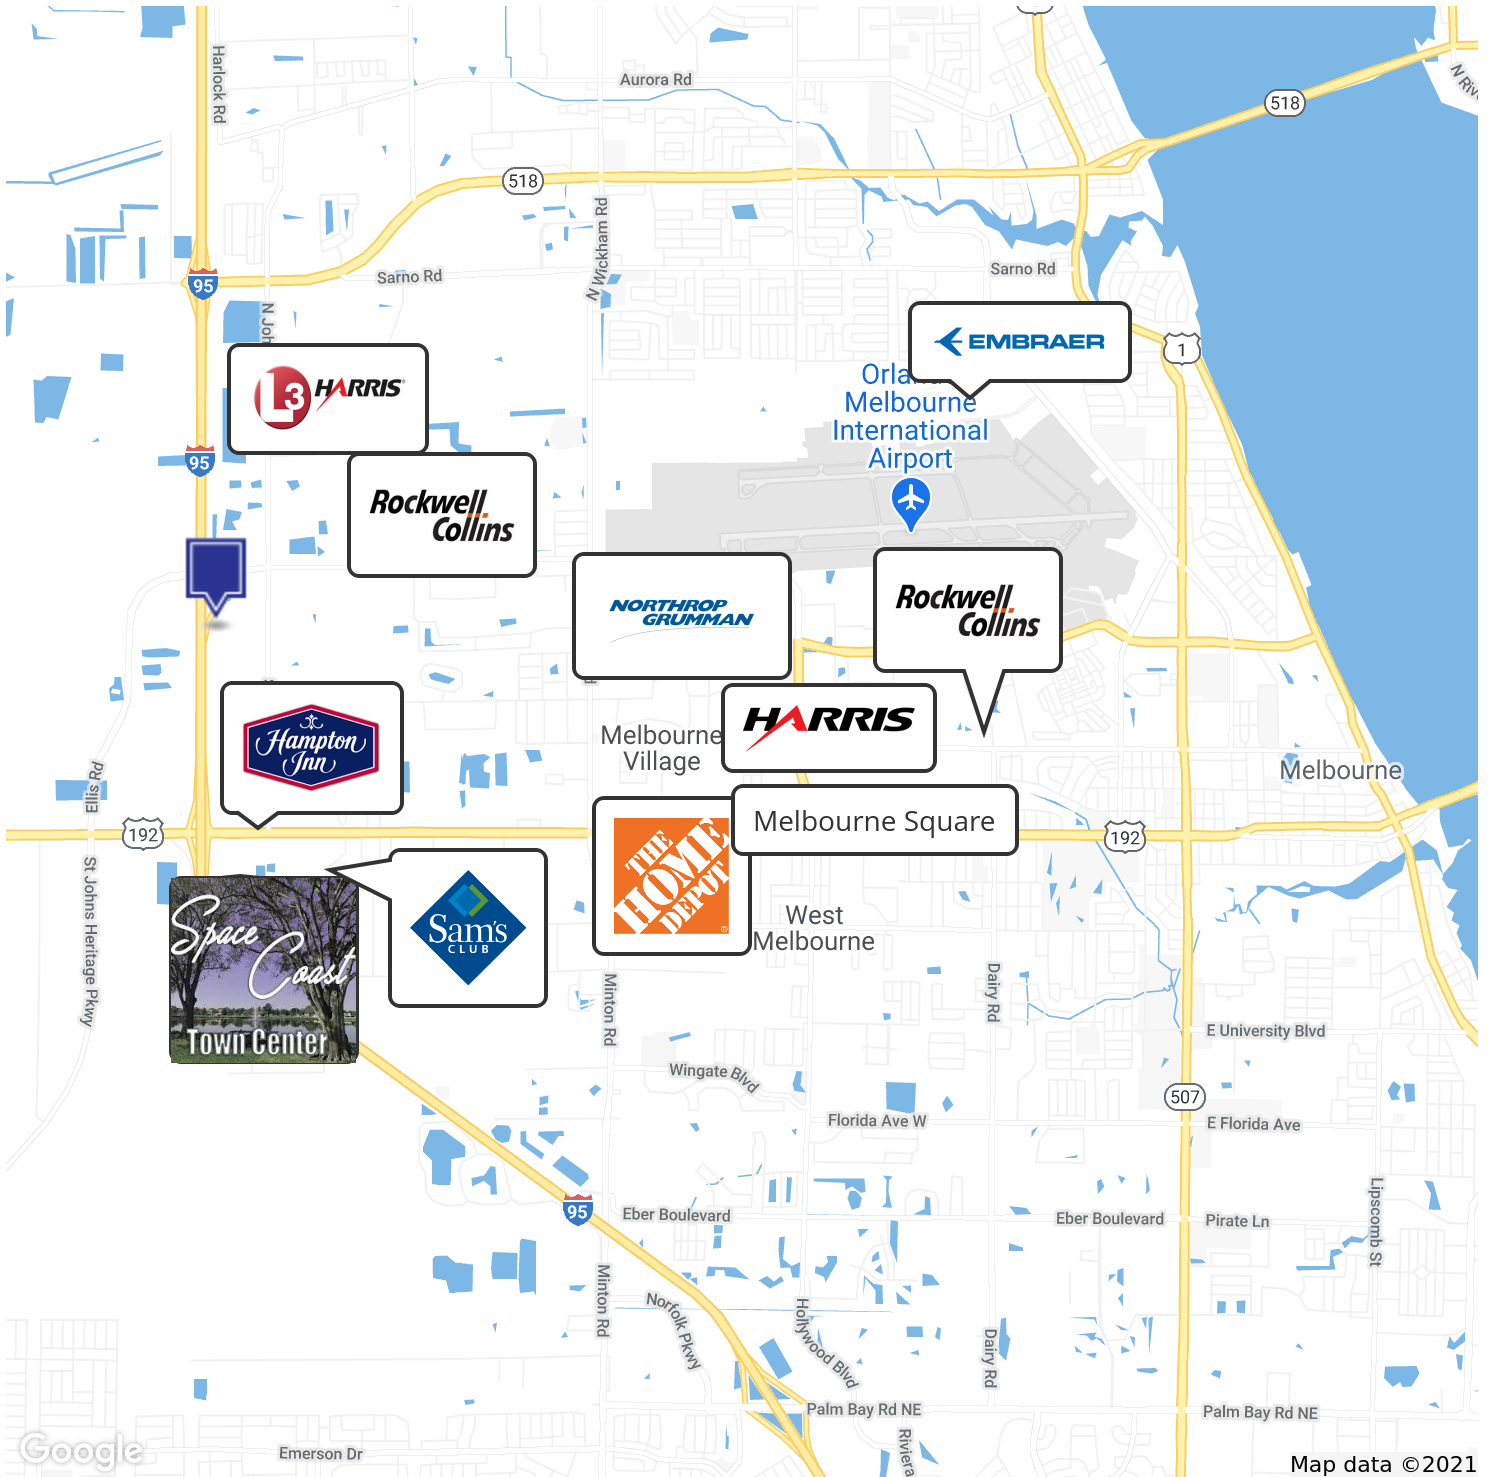 Harlock Rd
Aurora Rd
518
N Rive
518
N Wickham Rd
Sarno Rd
Sarno Rd
95
N Joh
1
EMBRAER
Orlan
Melbourne
International
Airport
L3 HARRIS
95
Rockwell
Collins
NORTHROP
GRUMMAN
Rockwell
Collins
Hampton
Inn
HARRIS
Melbourne
Village
Melbourne
Ellis Rd
192
Melbourne Square
192
THE
HOME
DEPOT
Sam's
CLUB
St Johns Heritage Pkwy
Space
Coast
Town Center
West
Melbourne
Minton Rd
Dairy Rd
E University Blvd
Wingate Blvd
507
Florida Ave W
E Florida Ave
95
Eber Boulevard
Eber Boulevard
Pirate Ln
Lipscomb St
Minton Rd
Norfolk Pkwy
Hollywood Blvd
Dairy Rd
Palm Bay Rd NE
Palm Bay Rd NE
Riviera
Emerson Dr
Google
Map data ©2021